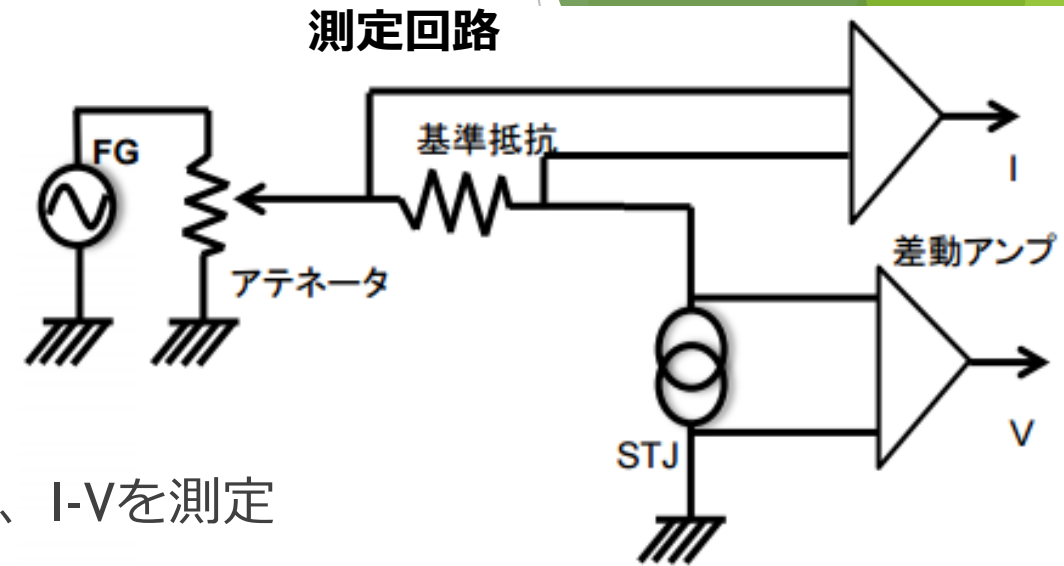 測定回路
FG
基準抵抗
I
アテネータ
差動アンプ
STJ
V
、I-Vを測定